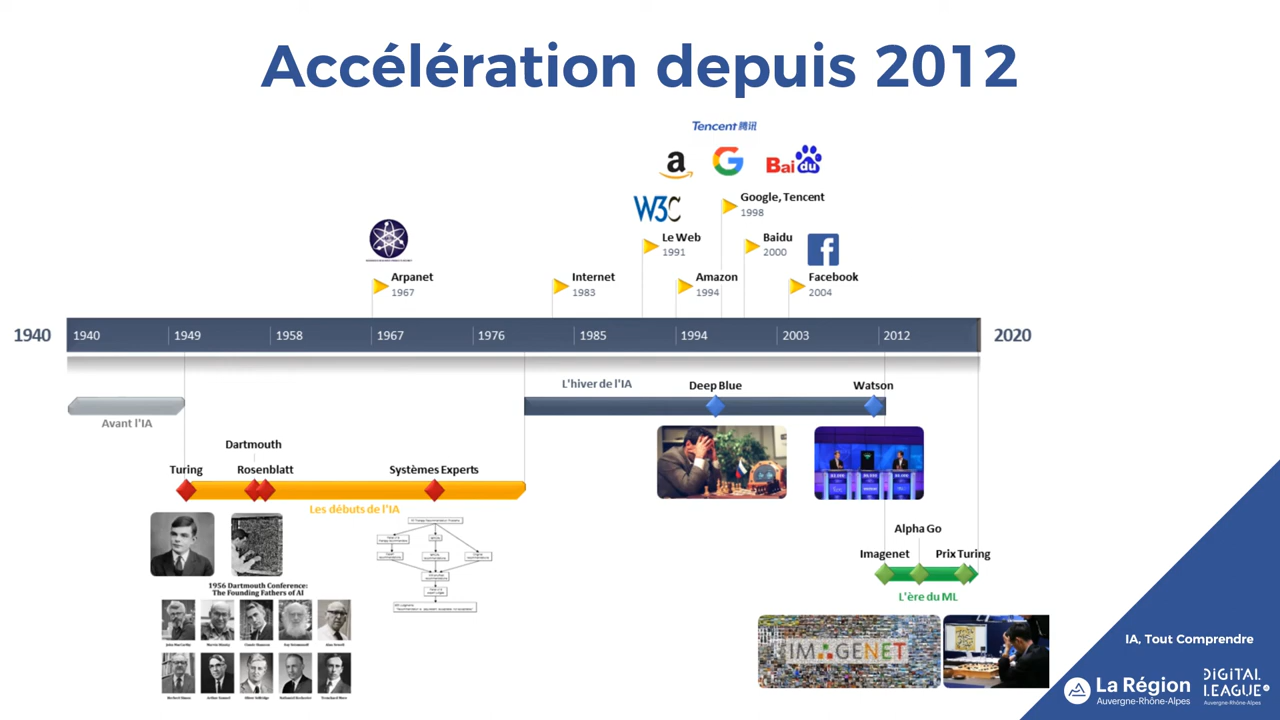 Accélération depuis 2012
Tencent 腾讯
a
G
Bai du
W3C
Google, Tencent
1998
Le Web
1991
Baidu
2000
Arpanet
1967
Internet
1983
Amazon
1994
Facebook
2004
1940
1940
1949
1958
1967
1976
1985
1994
2003
2012
2020
Avant l'IA
L'hiver de l'IA
Deep Blue
Watson
Dartmouth
Turing
Rosenblatt
Systèmes Experts
Les débuts de l'IA
Alpha Go
Imagenet
Prix Turing
L'ère du ML
1956 Dartmouth Conference:
The Founding Fathers of AI
IMAGENET
IA, Tout Comprendre
La Région
Auvergne-Rhône-Alpes
DIGITAL
LEAGUE
Auvergne-Rhône-Alpes